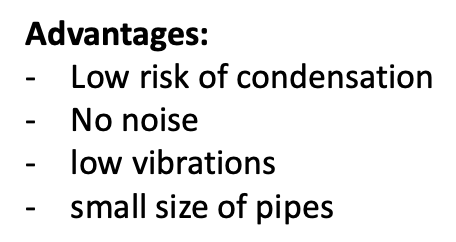 Advantages:
- Low risk of condensation
- No noise
- low vibrations
- small size of pipes